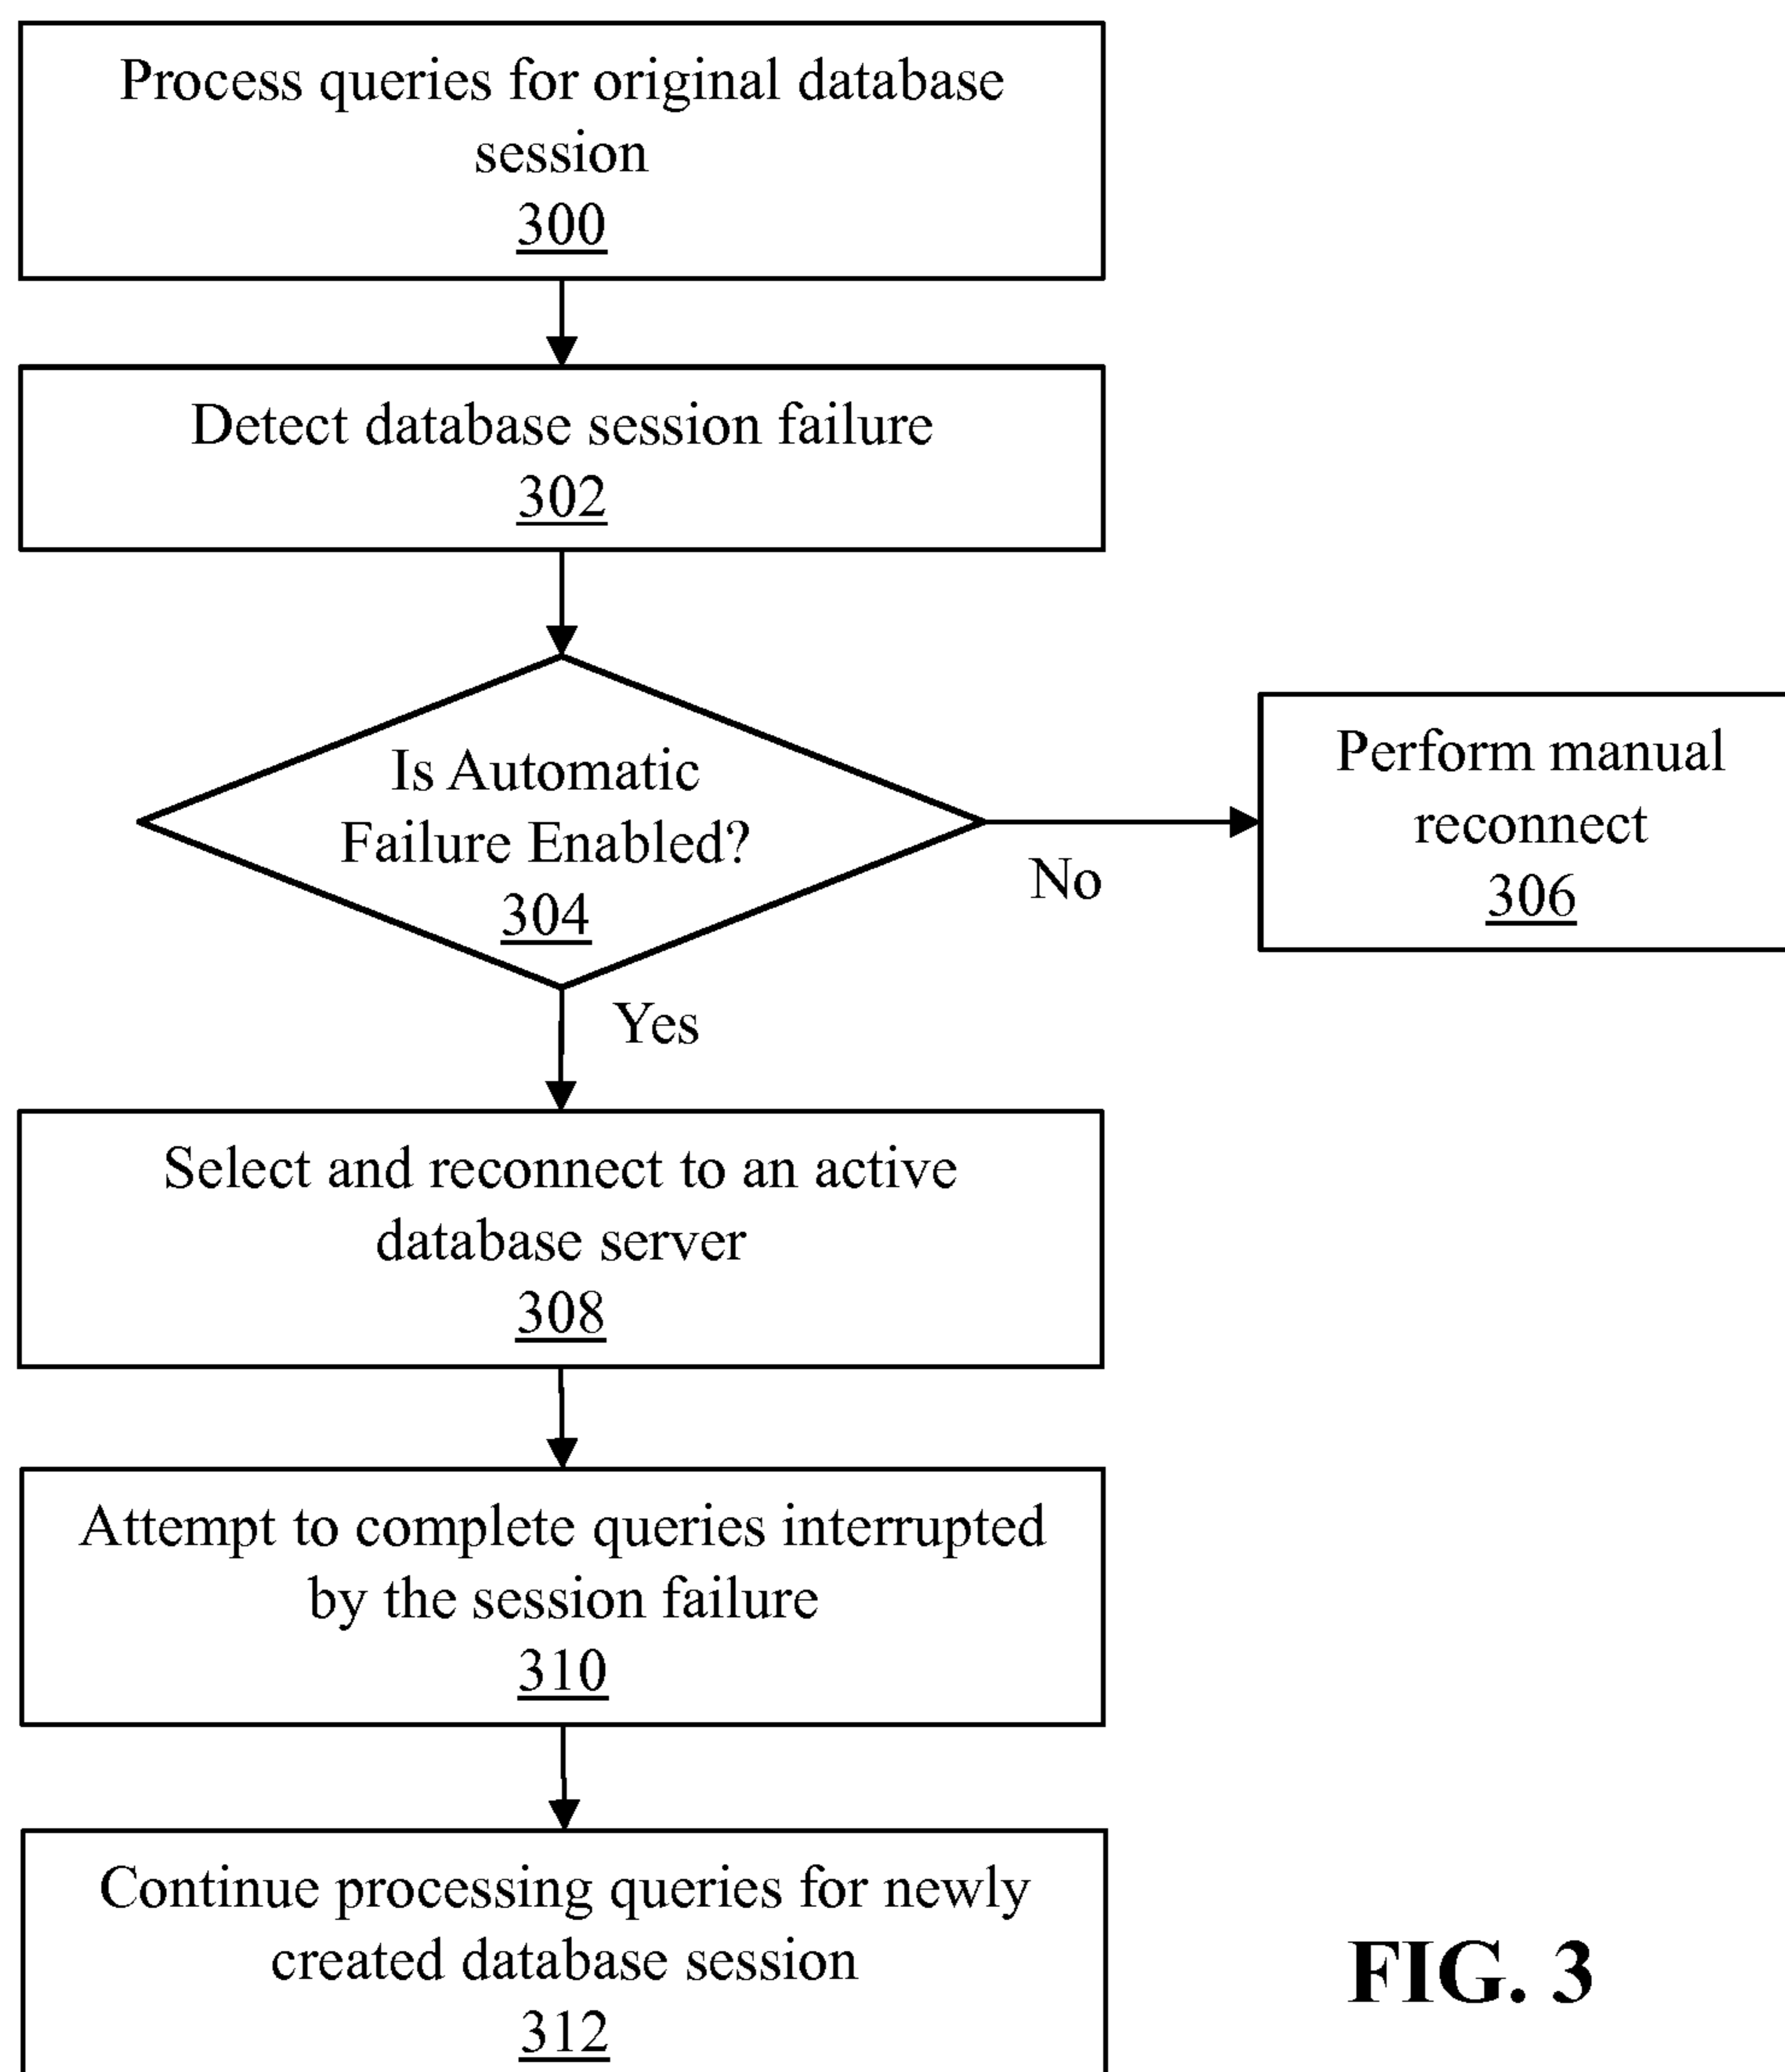 Process queries for original database
session
300
Detect database session failure
302
Is Automatic
Failure Enabled?
304
No
Perform manual
reconnect
306
Yes
Select and reconnect to an active
database server
308
Attempt to complete queries interrupted
by the session failure
310
Continue processing queries for newly
created database session
312
FIG. 3